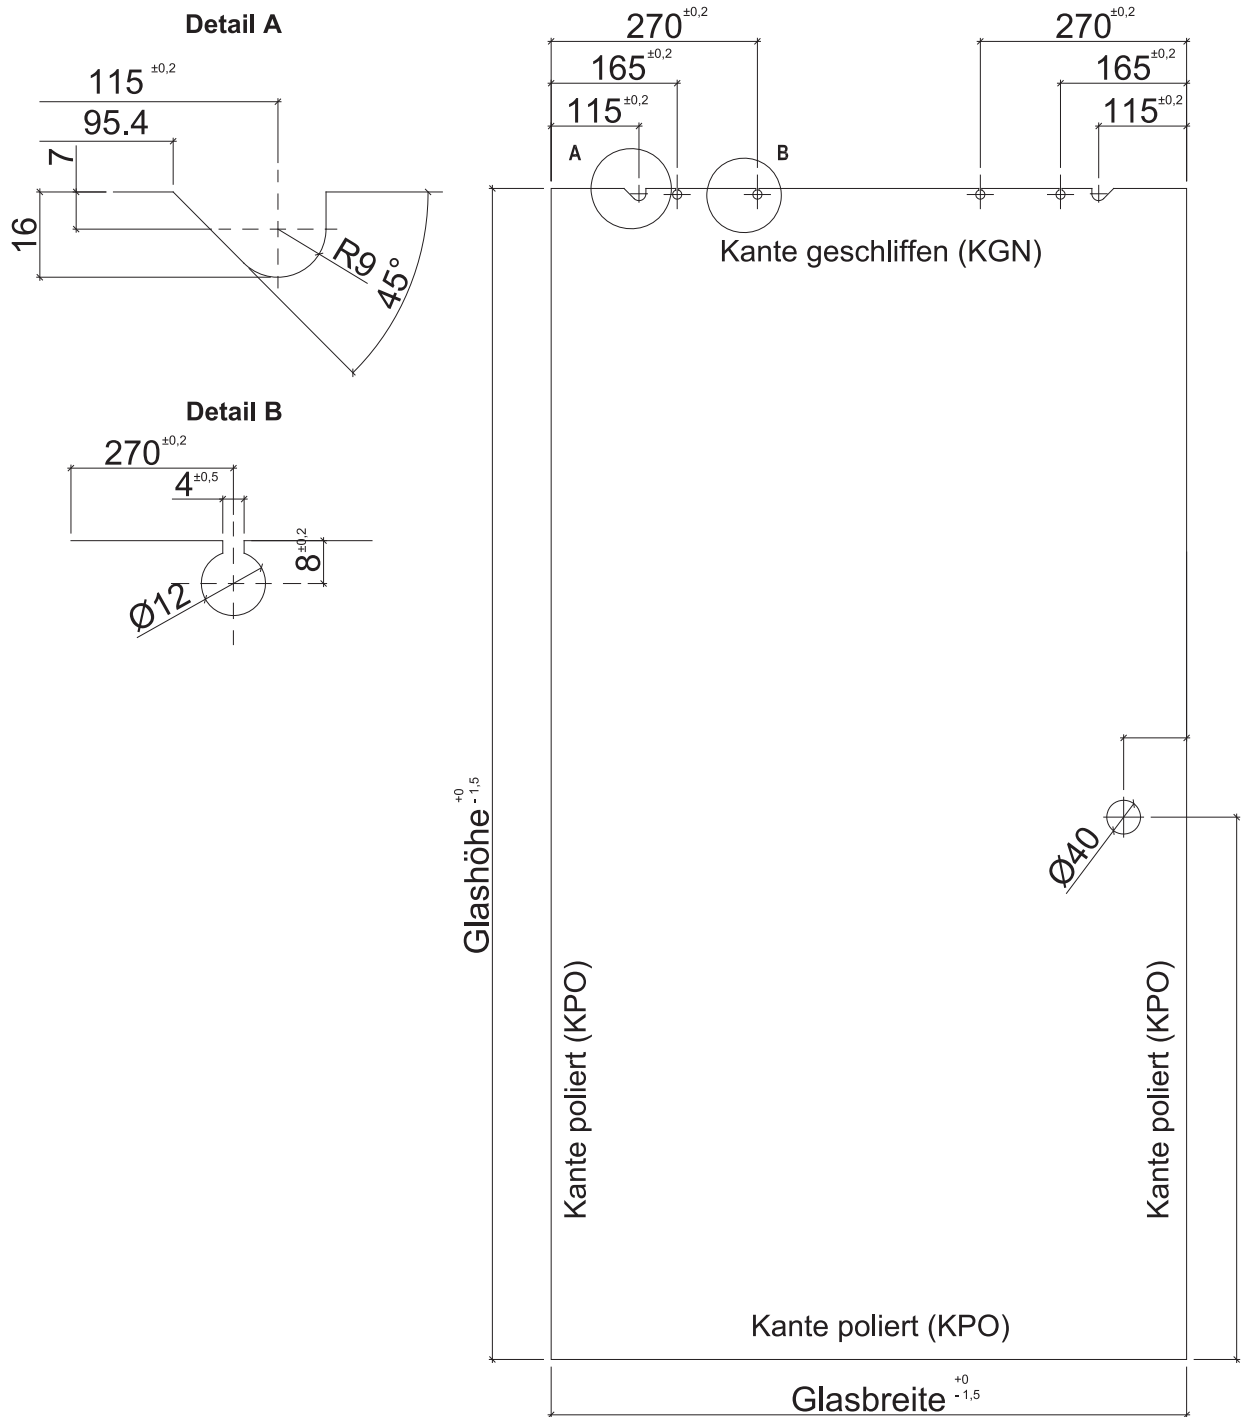 Detail A
115 ±0,2
95.4
7
16
R9
45°
Detail B
270 ±0,2
4 ±0,5
8 ±0,2
Ø12
270 ±0,2
270 ±0,2
165 ±0,2
165 ±0,2
115 ±0,2
115 ±0,2
A
B
Kante geschliffen (KGN)
Glashöhe +0 -1,5
Ø40
Kante poliert (KPO)
Kante poliert (KPO)
Kante poliert (KPO)
Glasbreite +0 -1,5